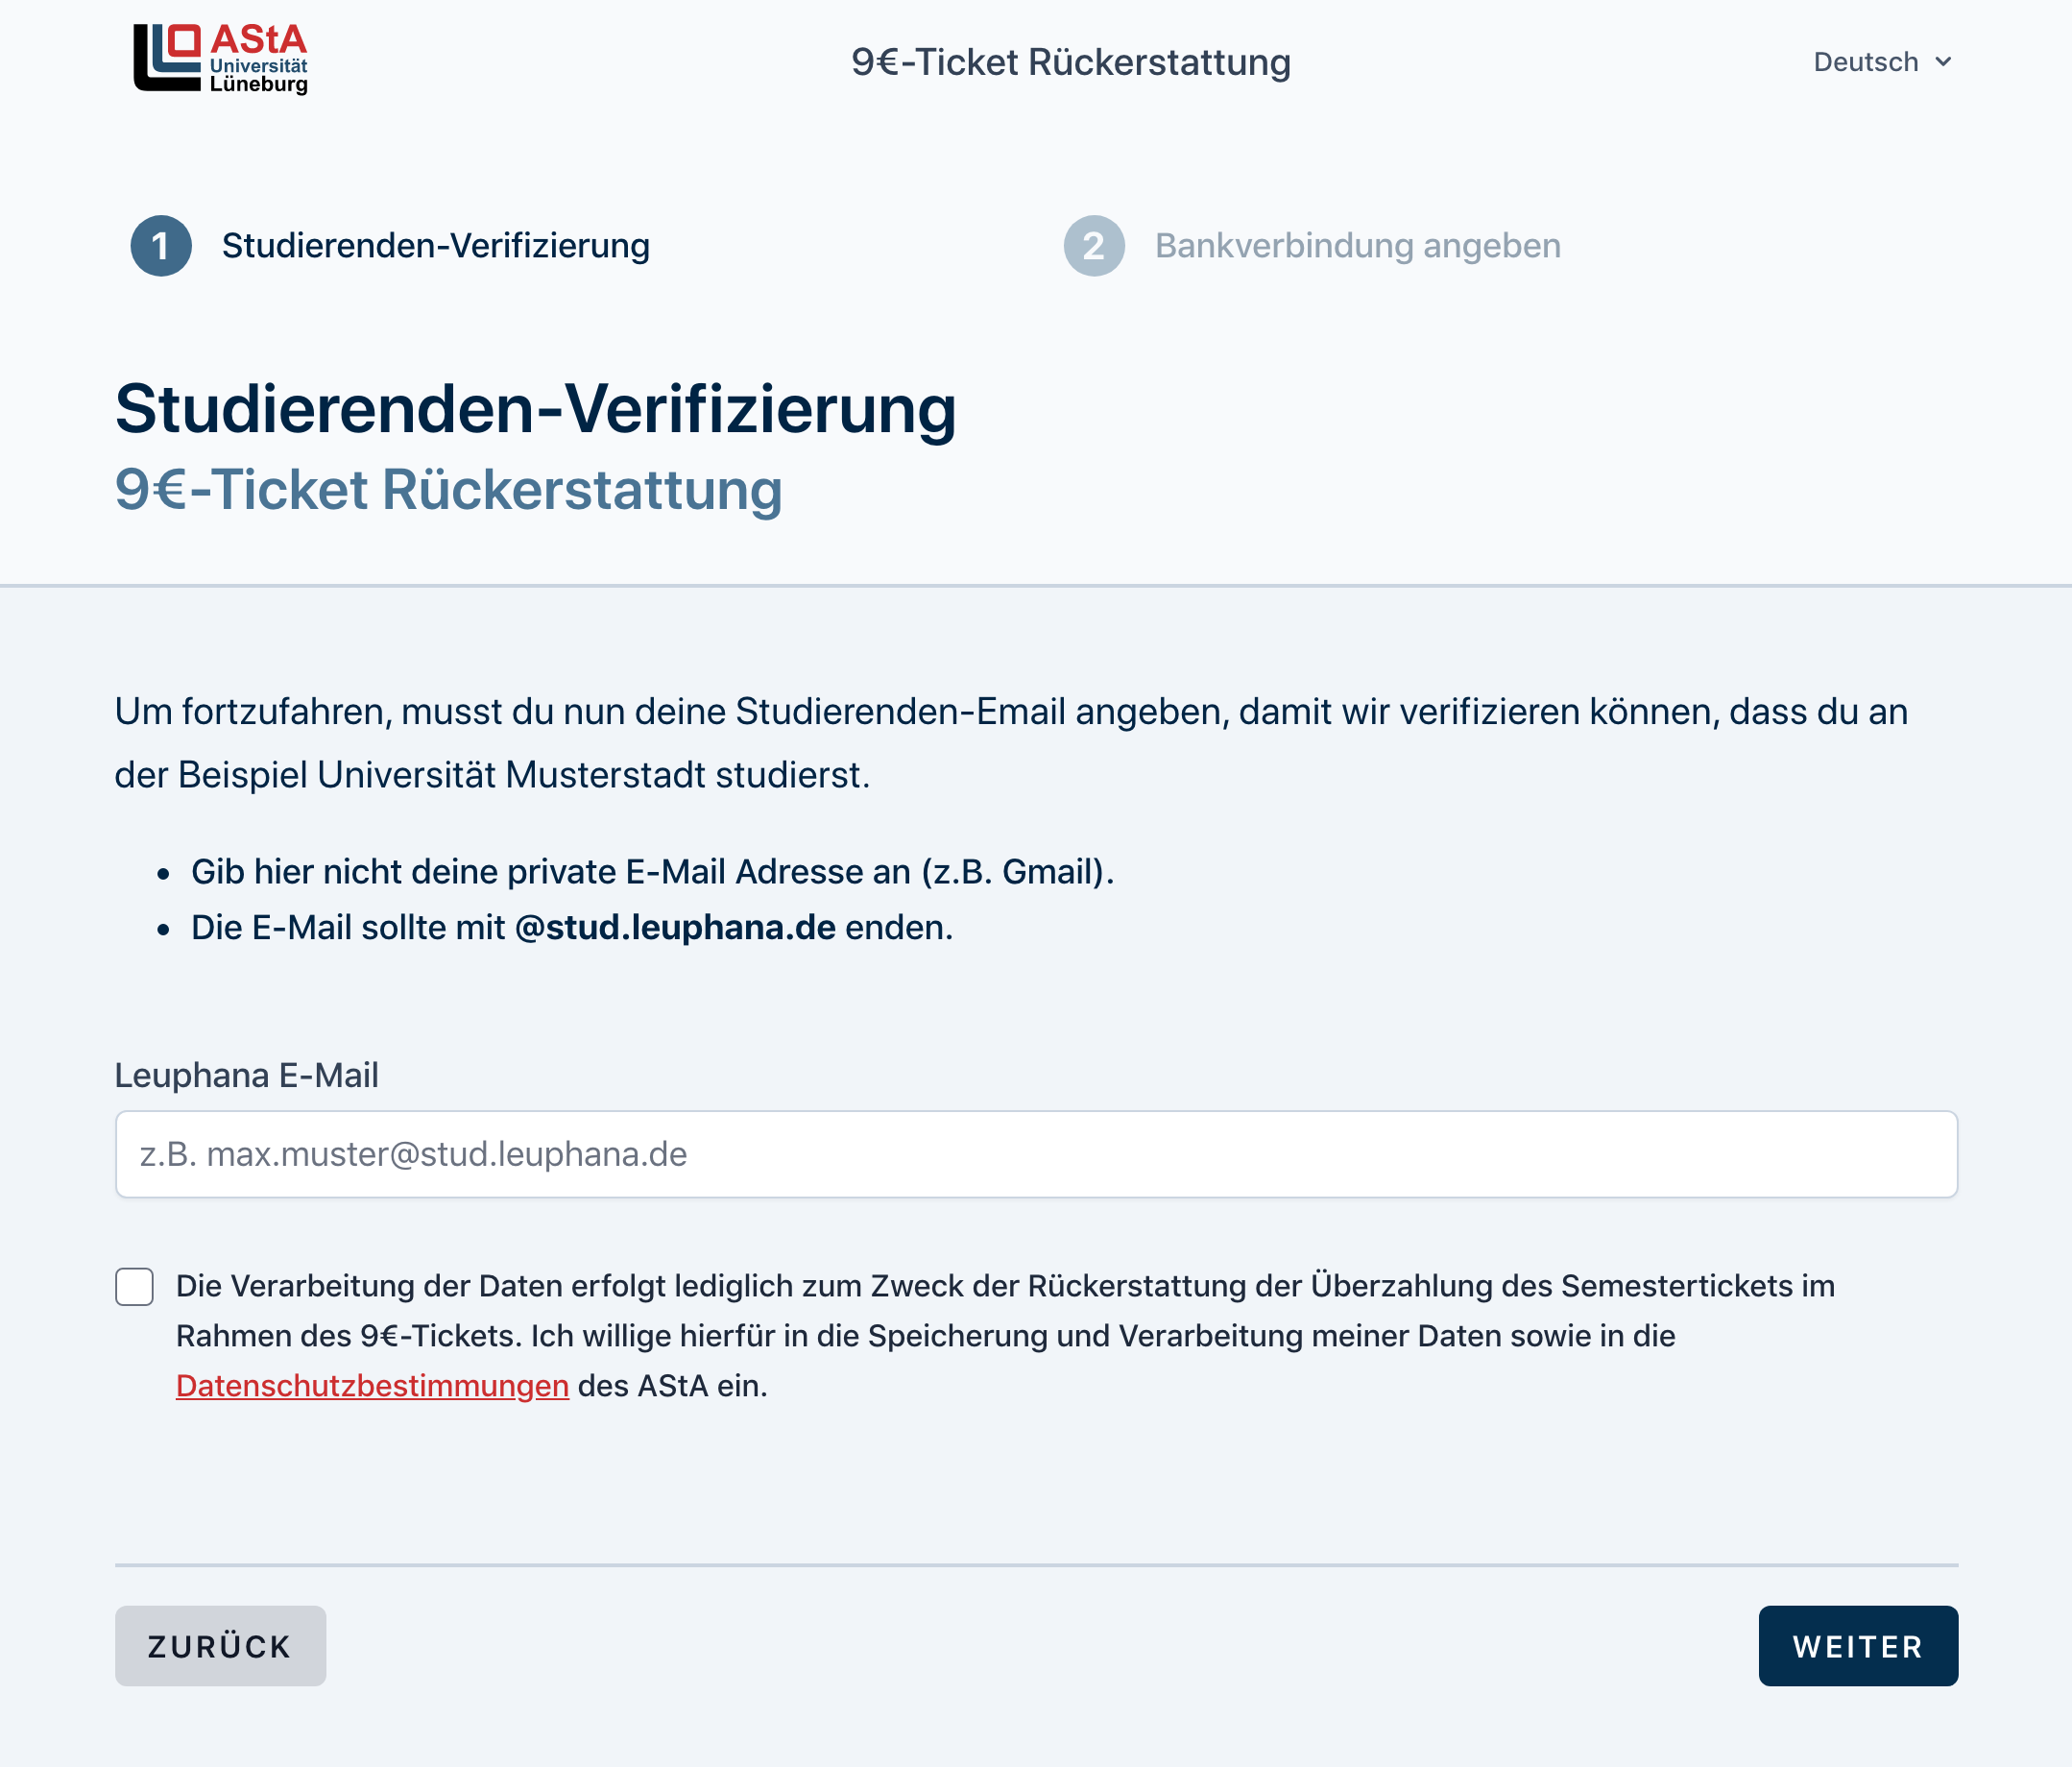 AStA
Universität
Lüneburg
9€-Ticket Rückerstattung
Deutsch
1 Studierenden-Verifizierung
2 Bankverbindung angeben
Studierenden-Verifizierung
9€-Ticket Rückerstattung
Um fortzufahren, musst du nun deine Studierenden-Email angeben, damit wir verifizieren können, dass du an
der Beispiel Universität Musterstadt studierst.
• Gib hier nicht deine private E-Mail Adresse an (z.B. Gmail).
• Die E-Mail sollte mit @stud.leuphana.de enden.
Leuphana E-Mail
z.B. max.muster@stud.leuphana.de
Die Verarbeitung der Daten erfolgt lediglich zum Zweck der Rückerstattung der Überzahlung des Semestertickets im
Rahmen des 9€-Tickets. Ich willige hierfür in die Speicherung und Verarbeitung meiner Daten sowie in die
Datenschutzbestimmungen des AStA ein.
ZURÜCK
WEITER